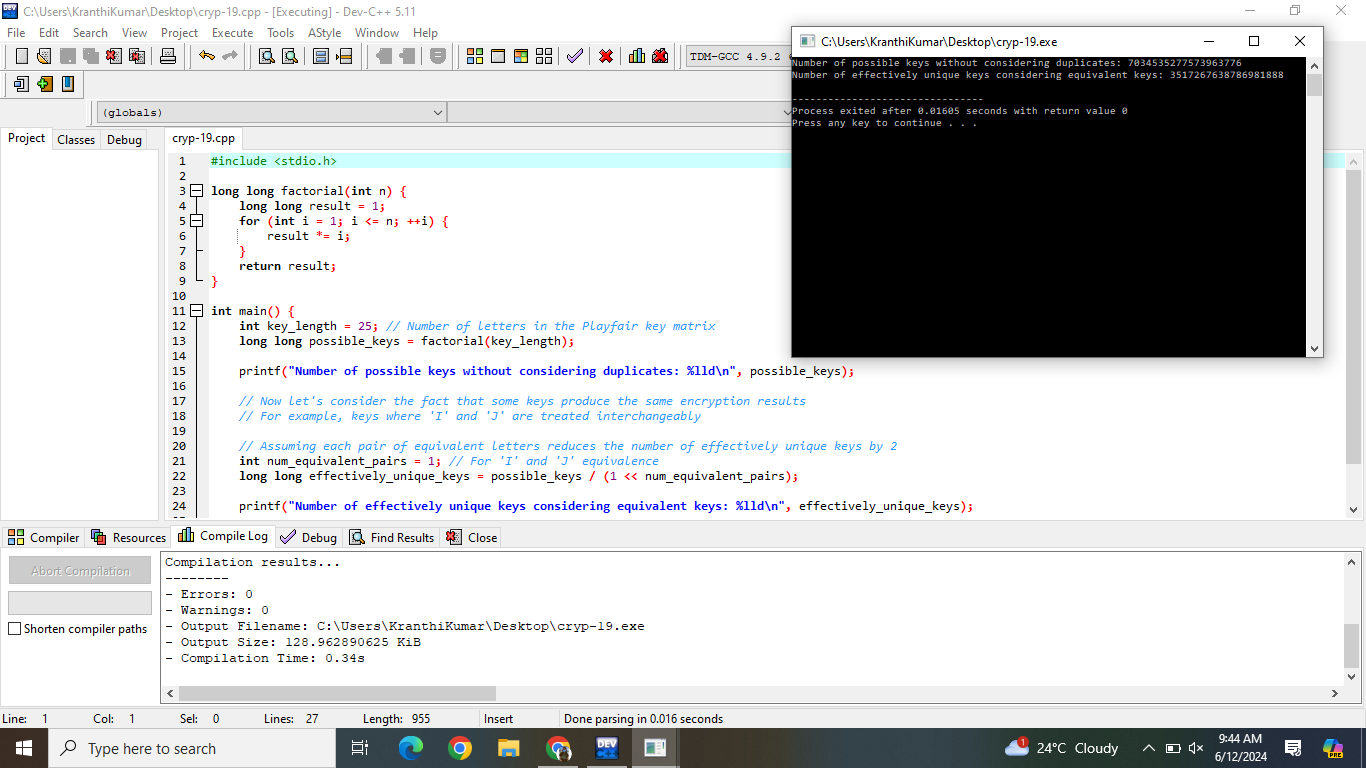 C:\Users\KranthiKumar\Desktop\cryp-19.cpp - [Executing] - Dev-C++ 5.11
File Edit Search View Project Execute Tools AStyle Window Help
TDM-GCC 4.9.2
(globals)
Project Classes Debug
cryp-19.cpp
1 #include <stdio.h>
2
3 long long factorial(int n) {
4 long long result = 1;
5 for (int i = 1; i <= n; ++i) {
6 result *= i;
7 }
8 return result;
9 }
10
11 int main() {
12 int key_length = 25; // Number of letters in the Playfair key matrix
13 long long possible_keys = factorial(key_length);
14
15 printf("Number of possible keys without considering duplicates: %lld\n", possible_keys);
16
17 // Now let's consider the fact that some keys produce the same encryption results
18 // For example, keys where 'I' and 'J' are treated interchangeably
19
20 // Assuming each pair of equivalent letters reduces the number of effectively unique keys by 2
21 int num_equivalent_pairs = 1; // For 'I' and 'J' equivalence
22 long long effectively_unique_keys = possible_keys / (1 << num_equivalent_pairs);
23
24 printf("Number of effectively unique keys considering equivalent keys: %lld\n", effectively_unique_keys);
C:\Users\KranthiKumar\Desktop\cryp-19.exe
Number of possible keys without considering duplicates: 7034535277573963776
Number of effectively unique keys considering equivalent keys: 3517267638786981888
--------------------------------
Process exited after 0.01605 seconds with return value 0
Press any key to continue . . .
Compiler Resources Compile Log Debug Find Results Close
Abort Compilation
Shorten compiler paths
Compilation results...
--------
- Errors: 0
- Warnings: 0
- Output Filename: C:\Users\KranthiKumar\Desktop\cryp-19.exe
- Output Size: 128.962890625 KiB
- Compilation Time: 0.34s
Line: 1 Col: 1 Sel: 0 Lines: 27 Length: 955 Insert Done parsing in 0.016 seconds
Type here to search
DEV
1
24°C Cloudy
9:44 AM
6/12/2024
PRE